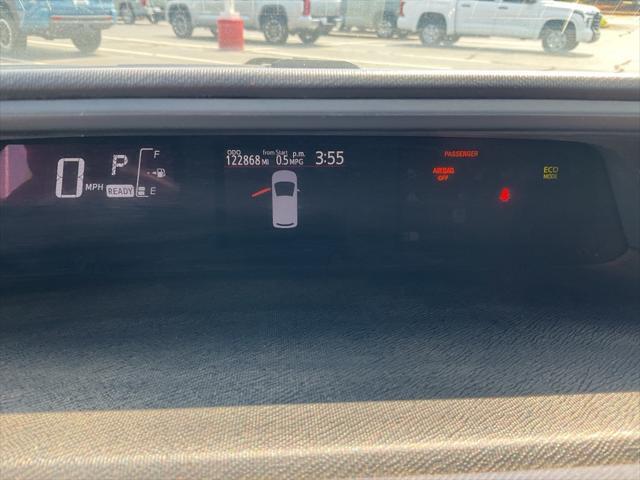 0 MPH
P
READY
F
E
ODO from Start p.m.
122868 MI 0.5 MPG 3:55
PASSENGER
AIRBAG
OFF
ECO
MODE